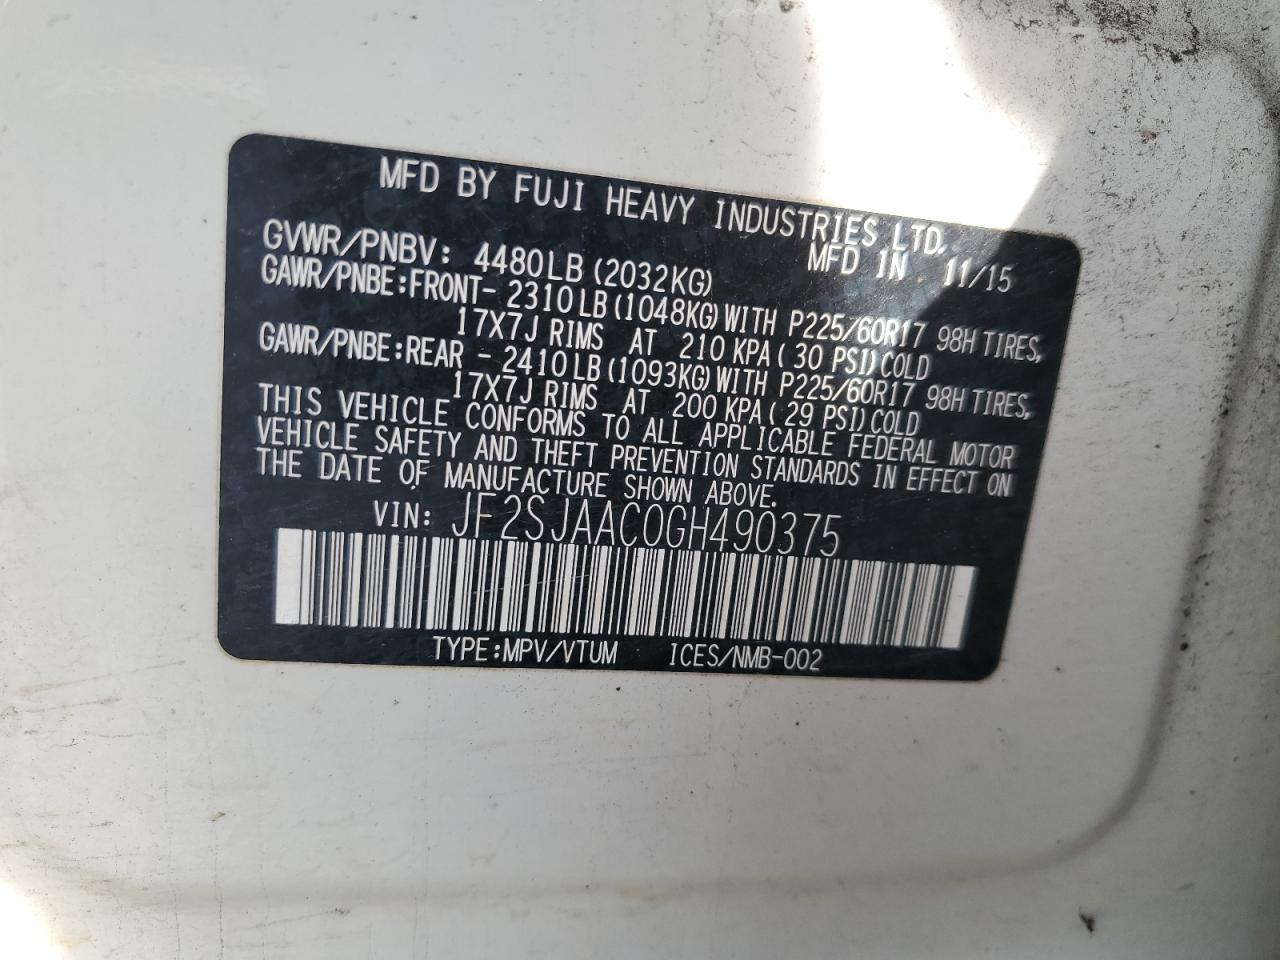 MFD BY FUJI HEAVY INDUSTRIES LTD.
GVWR/PNBV: 4480LB (2032KG) MFD IN 11/15
GAWR/PNBE:FRONT- 2310LB (1048KG) WITH P225/60R17 98H TIRES,
17X7J RIMS AT 210 KPA ( 30 PSI) COLD
GAWR/PNBE:REAR - 2410LB (1093KG) WITH P225/60R17 98H TIRES,
17X7J RIMS AT 200 KPA ( 29 PSI) COLD
THIS VEHICLE CONFORMS TO ALL APPLICABLE FEDERAL MOTOR
VEHICLE SAFETY AND THEFT PREVENTION STANDARDS IN EFFECT ON
THE DATE OF MANUFACTURE SHOWN ABOVE.
VIN: JF2SJAAC0GH490375
TYPE:MPV/VTUM ICES/NMB-002